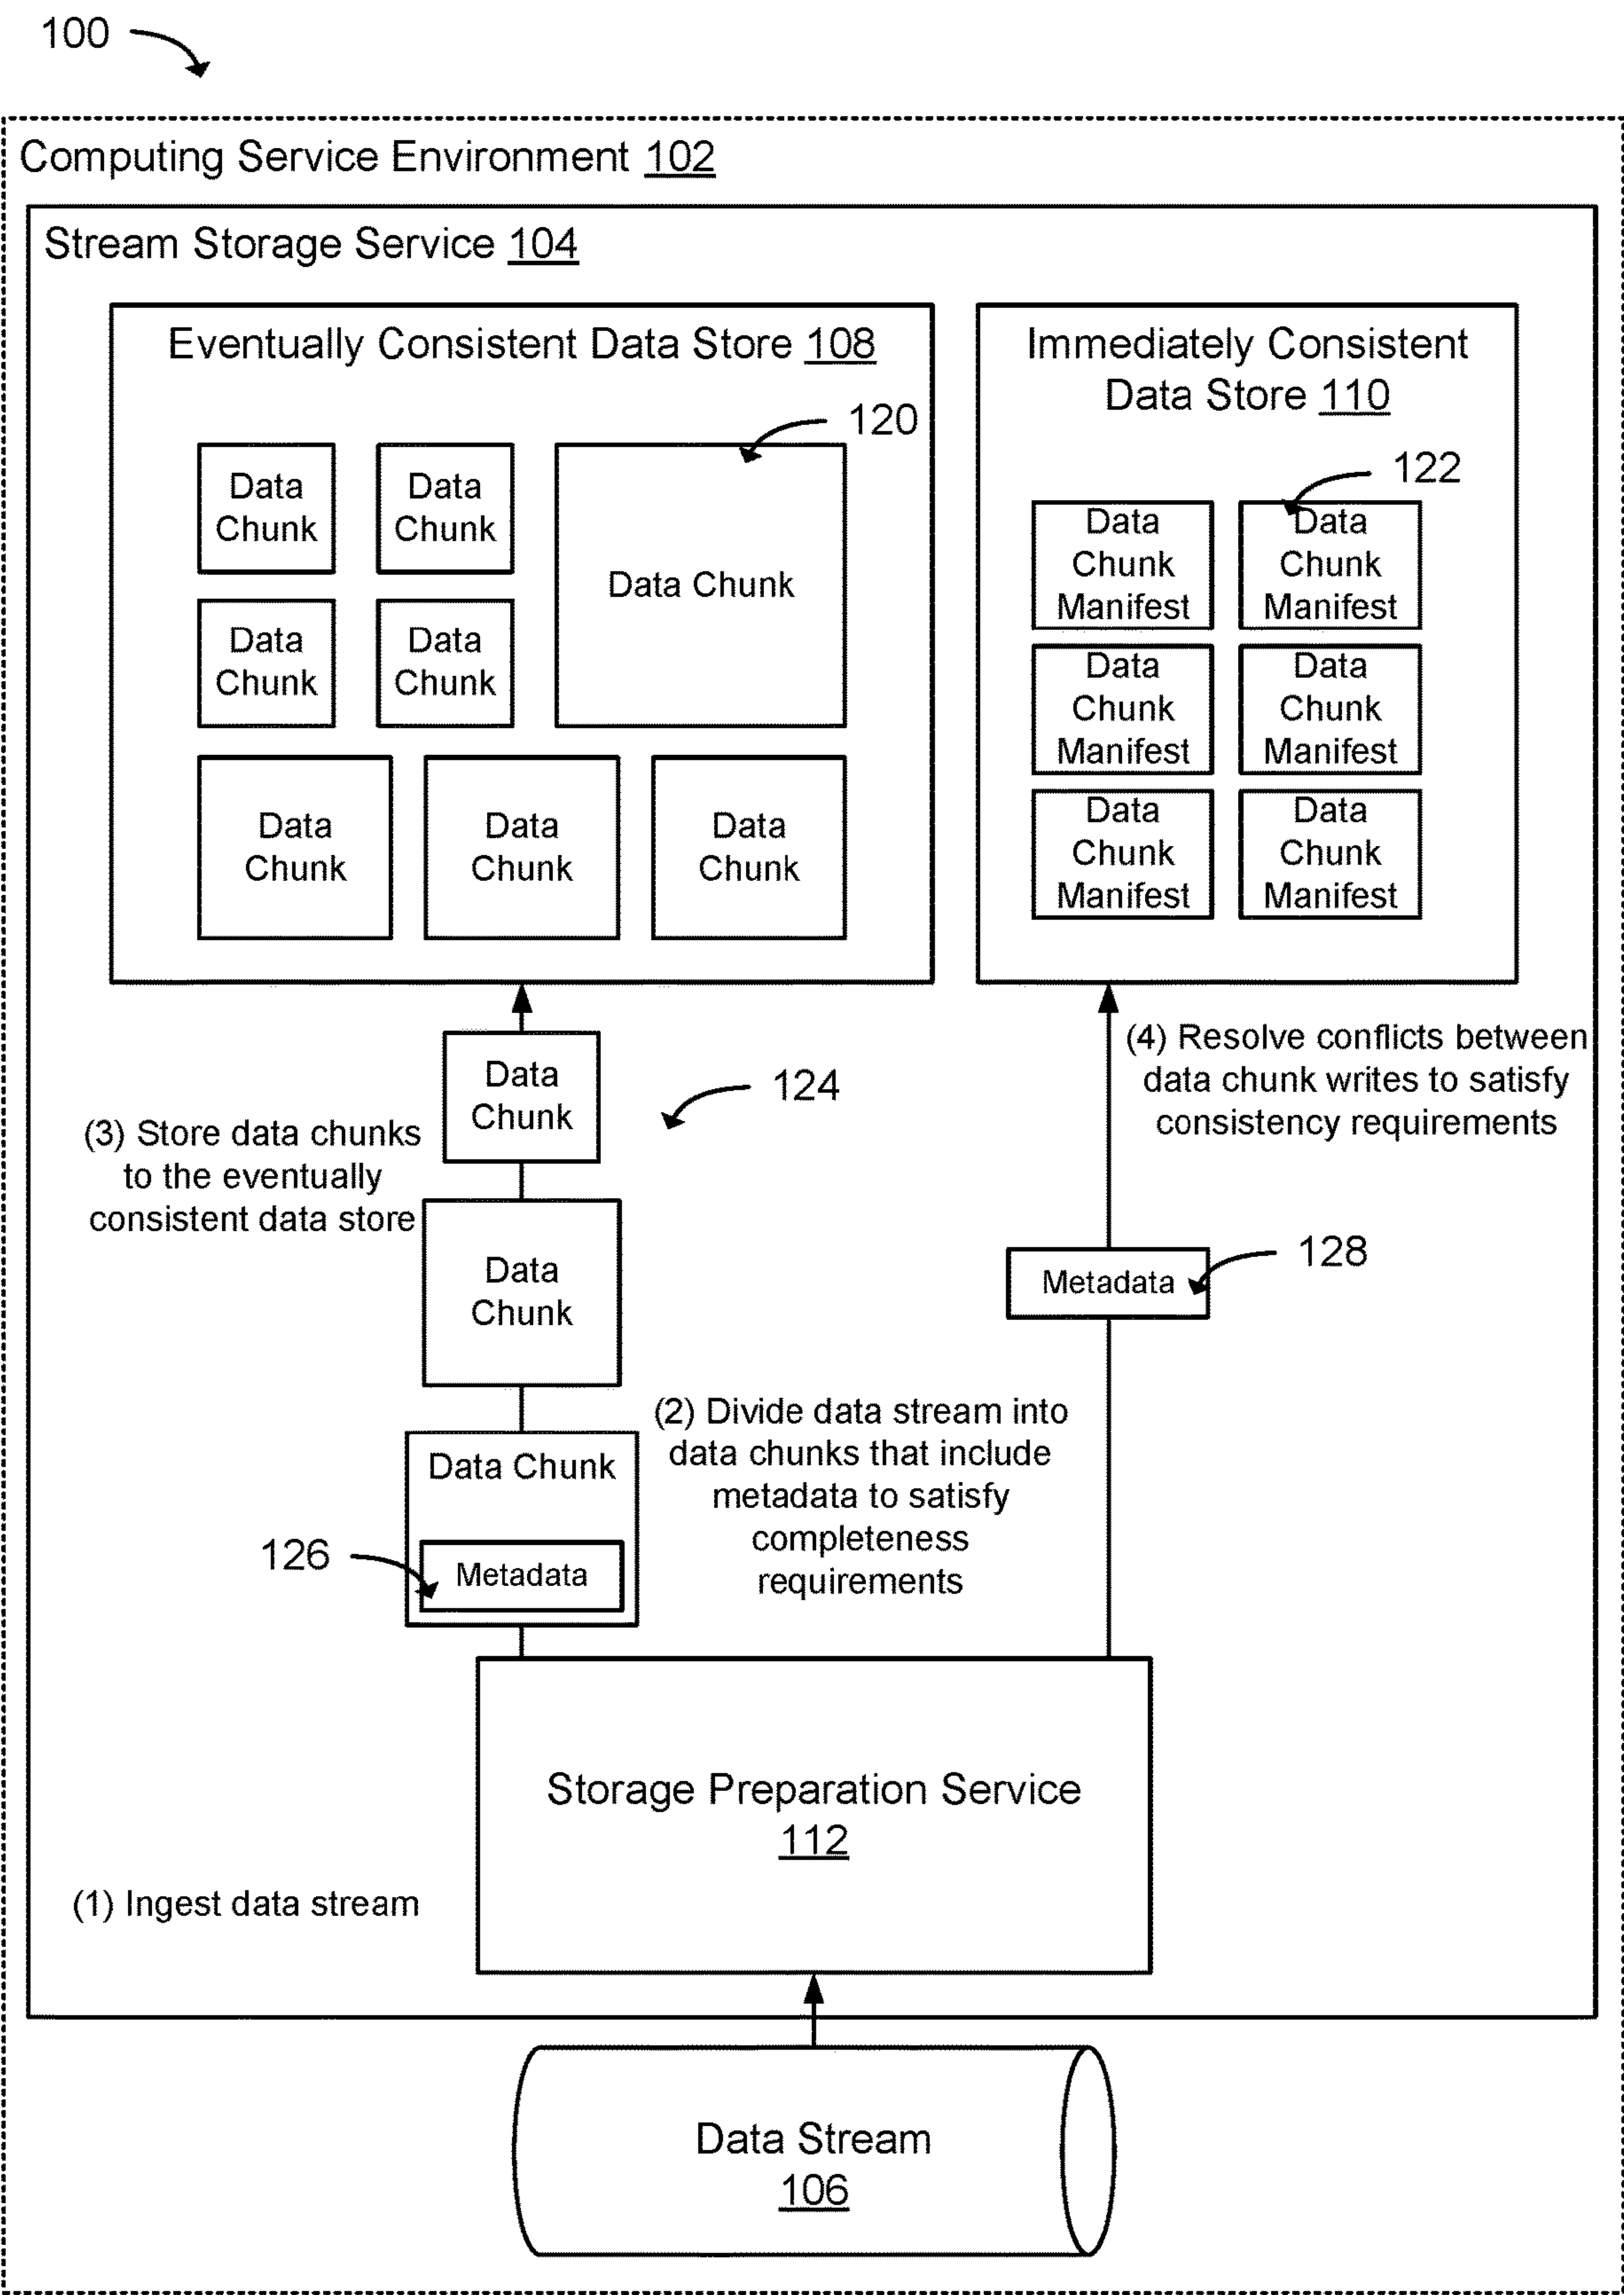 100
Computing Service Environment 102
Stream Storage Service 104
Eventually Consistent Data Store 108
120
Data
Chunk
Data
Chunk
Data Chunk
Data
Chunk
Data
Chunk
Data
Chunk
Data
Chunk
Data
Chunk
Immediately Consistent
Data Store 110
122
Data
Chunk
Manifest
Data
Chunk
Manifest
Data
Chunk
Manifest
Data
Chunk
Manifest
Data
Chunk
Manifest
Data
Chunk
Manifest
Data
Chunk
124
(3) Store data chunks
to the eventually
consistent data store
Data
Chunk
(4) Resolve conflicts between
data chunk writes to satisfy
consistency requirements
Metadata
128
Data Chunk
Metadata
126
(2) Divide data stream into
data chunks that include
metadata to satisfy
completeness
requirements
Storage Preparation Service
112
(1) Ingest data stream
Data Stream
106